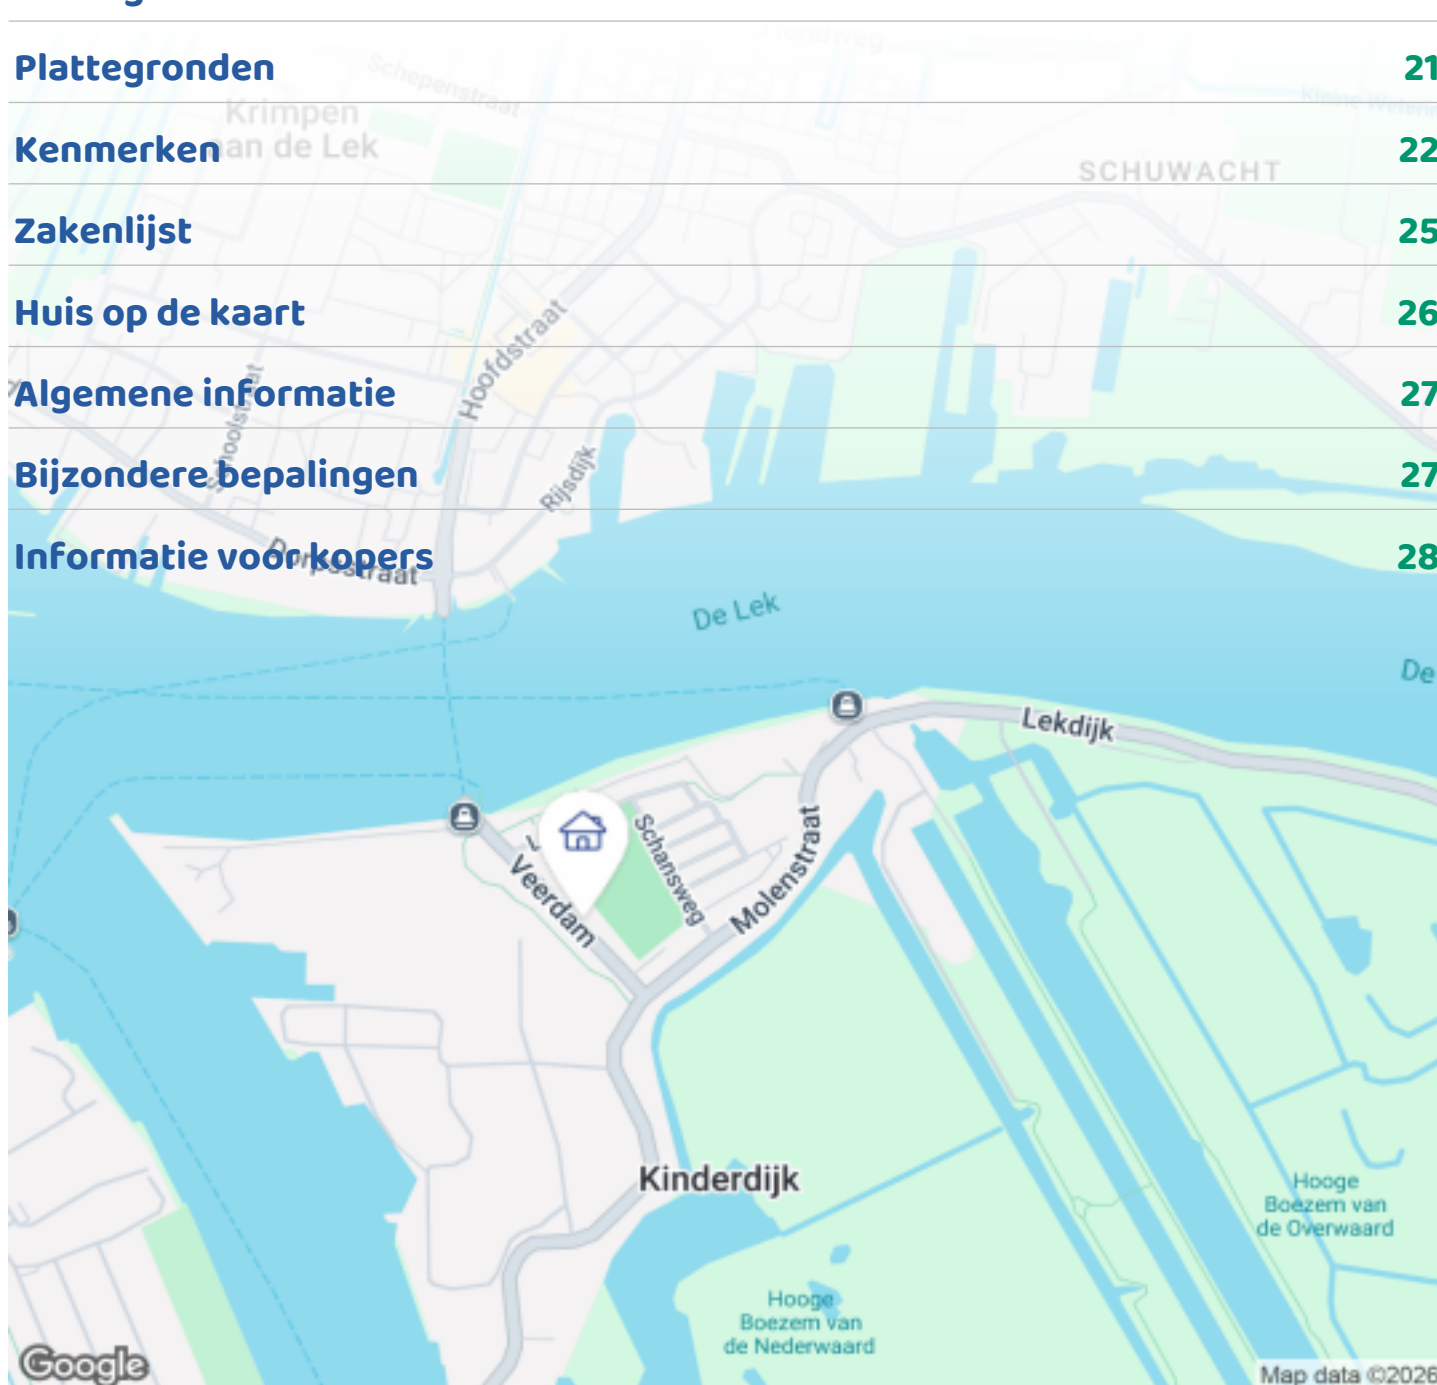 Plattegronden 21
Schepenstraat
Krimpen
aan de Lek
Kenmerken 22
SCHUWACHT
Zakenlijst 25
Huis op de kaart 26
Hoofdstraat
Algemene informatie 27
Schoolstraat
Bijzondere bepalingen 27
Rijsdijk
Informatie voor kopers 28
Dorpsstraat
De Lek
De
Lekdijk
Schansweg
Veerdam
Molenstraat
Kinderdijk
Hooge
Boezem van
de Overwaard
Hooge
Boezem van
de Nederwaard
Google
Map data ©2026